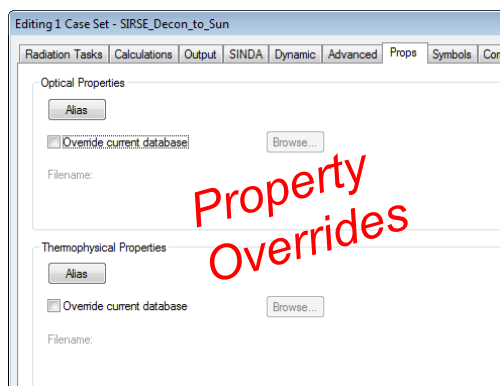 Editing 1 Case Set - SIRSE_Decon_to_Sun
Radiation Tasks Calculations Output SINDA Dynamic Advanced Props Symbols
Optical Properties
Alias
Override current database Browse...
Filename:
Property
Overrides
Thermophysical Properties
Alias
Override current database Browse...
Filename: